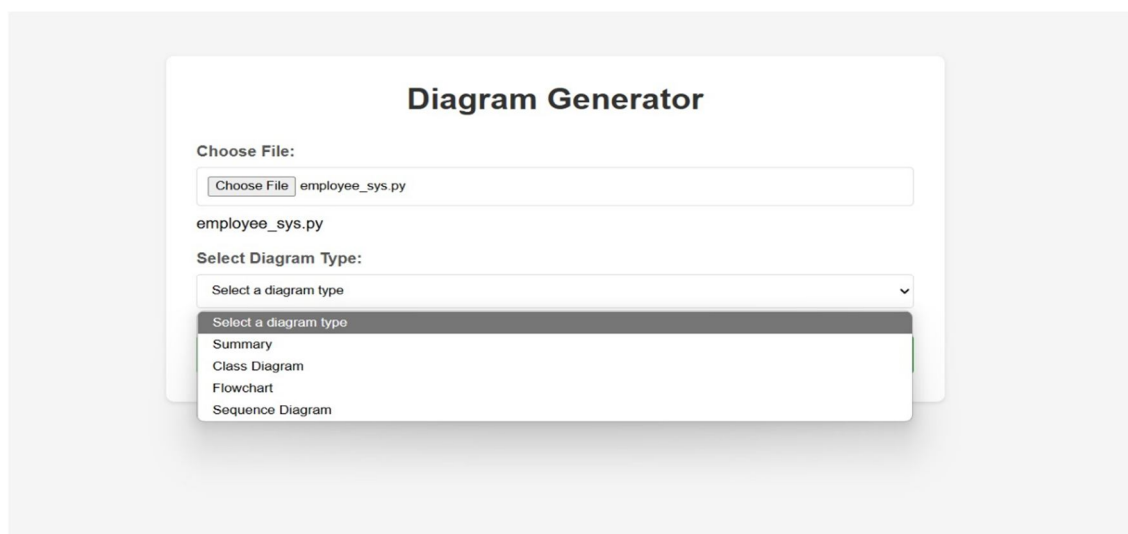 Diagram Generator
Choose File:
Choose File employee_sys.py
employee_sys.py
Select Diagram Type:
Select a diagram type
Select a diagram type
Summary
Class Diagram
Flowchart
Sequence Diagram